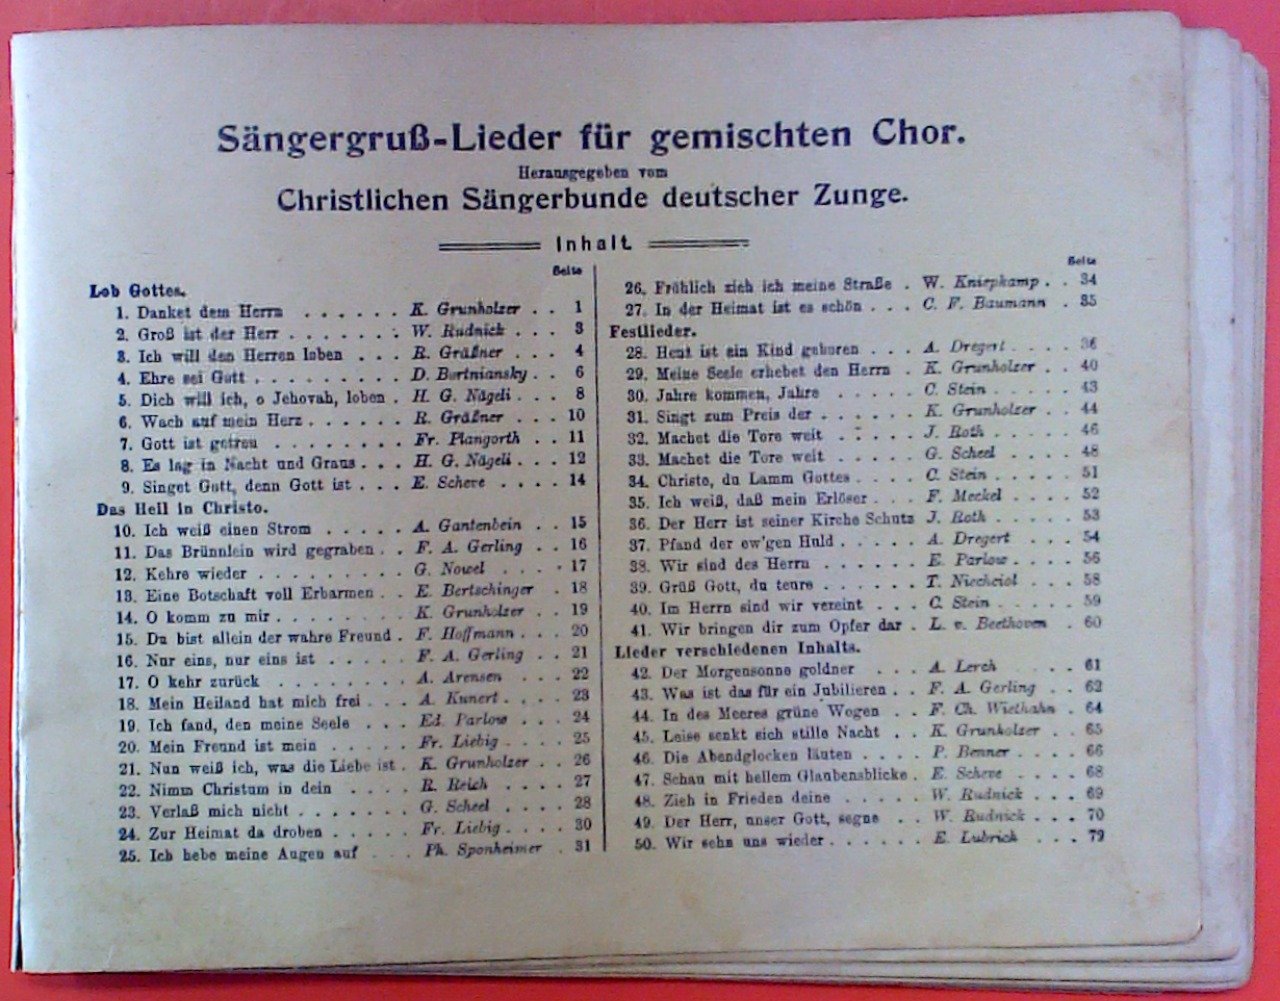 Sängergruß-Lieder für gemischten Chor.
Herausgegeben vom
Christlichen Sängerbunde deutscher Zunge.
Inhalt
Seite
Lob Gottes.
1. Danket dem Herrn . . . . . . K. Grunholzer . . 1
2. Groß ist der Herr . . . . . . . W. Rudnick . . . 3
3. Ich will den Herren loben . . . R. Gräßner . . . 4
4. Ehre sei Gott . . . . . . . . . D. Bortniansky . . 6
5. Dich will ich, o Jehovah, loben . H. G. Nägeli . . . 8
6. Wach auf mein Herz . . . . . . R. Gräßner . . . 10
7. Gott ist getreu . . . . . . . . Fr. Plangorth . . 11
8. Es lag in Nacht und Graus . . . H. G. Nägeli . . . 12
9. Singet Gott, denn Gott ist . . . E. Scheve . . . . 14
Das Heil in Christo.
10. Ich weiß einen Strom . . . . . A. Gantenbein . . 15
11. Das Brünnlein wird gegraben . . F. A. Gerling . . 16
12. Kehre wieder . . . . . . . . . G. Nowel . . . . 17
13. Eine Botschaft voll Erbarmen . . E. Bertschinger . 18
14. O komm zu mir . . . . . . . . K. Grunholzer . . 19
15. Du bist allein der wahre Freund . F. Hoffmann . . . 20
16. Nur eins, nur eins ist . . . . . F. A. Gerling . . 21
17. O kehr zurück . . . . . . . . A. Arensen . . . 22
18. Mein Heiland hat mich frei . . . A. Kunert . . . . 23
19. Ich fand, den meine Seele . . . Ed. Parlow . . . 24
20. Mein Freund ist mein . . . . . Fr. Liebig . . . . 25
21. Nun weiß ich, was die Liebe ist . K. Grunholzer . . 26
22. Nimm Christum in dein . . . . R. Reich . . . . 27
23. Verlaß mich nicht . . . . . . . G. Scheel . . . . 28
24. Zur Heimat da droben . . . . . Fr. Liebig . . . . 30
25. Ich hebe meine Augen auf . . . Ph. Sponheimer . 31
Seite
26. Fröhlich zieh ich meine Straße . W. Kniepkamp . . 34
27. In der Heimat ist es schön . . . C. F. Baumann . . 35
Festlieder.
28. Heut ist ein Kind geboren . . . A. Dregert . . . . 36
29. Meine Seele erhebet den Herrn . K. Grunholzer . . 40
30. Jahre kommen, Jahre . . . . . C. Stein . . . . . 43
31. Singt zum Preis der . . . . . . K. Grunholzer . . 44
32. Machet die Tore weit . . . . . J. Roth . . . . . 46
33. Machet die Tore weit . . . . . G. Scheel . . . . 48
34. Christo, du Lamm Gottes . . . . C. Stein . . . . . 51
35. Ich weiß, daß mein Erlöser . . . F. Meckel . . . . 52
36. Der Herr ist seiner Kirche Schutz J. Roth . . . . . 53
37. Pfand der ew'gen Huld . . . . . A. Dregert . . . 54
38. Wir sind des Herrn . . . . . . E. Parlow . . . . 56
39. Grüß Gott, du teure . . . . . . T. Niecheiol . . . 58
40. Im Herrn sind wir vereint . . . C. Stein . . . . . 59
41. Wir bringen dir zum Opfer dar . L. v. Beethoven . 60
Lieder verschiedenen Inhalts.
42. Der Morgensonne goldner . . . A. Lerch . . . . 61
43. Was ist das für ein Jubilieren . . F. A. Gerling . . 62
44. In des Meeres grüne Wogen . . F. Ch. Wiethahn . 64
45. Leise senkt sich stille Nacht . . K. Grunholzer . . 65
46. Die Abendglocken läuten . . . . P. Benner . . . . 66
47. Schau mit hellem Glaubensblicke . E. Scheve . . . . 68
48. Zieh in Frieden deine . . . . . W. Rudnick . . . 69
49. Der Herr, unser Gott, segne . . W. Rudnick . . . 70
50. Wir sehn uns wieder . . . . . . E. Lubrich . . . 79